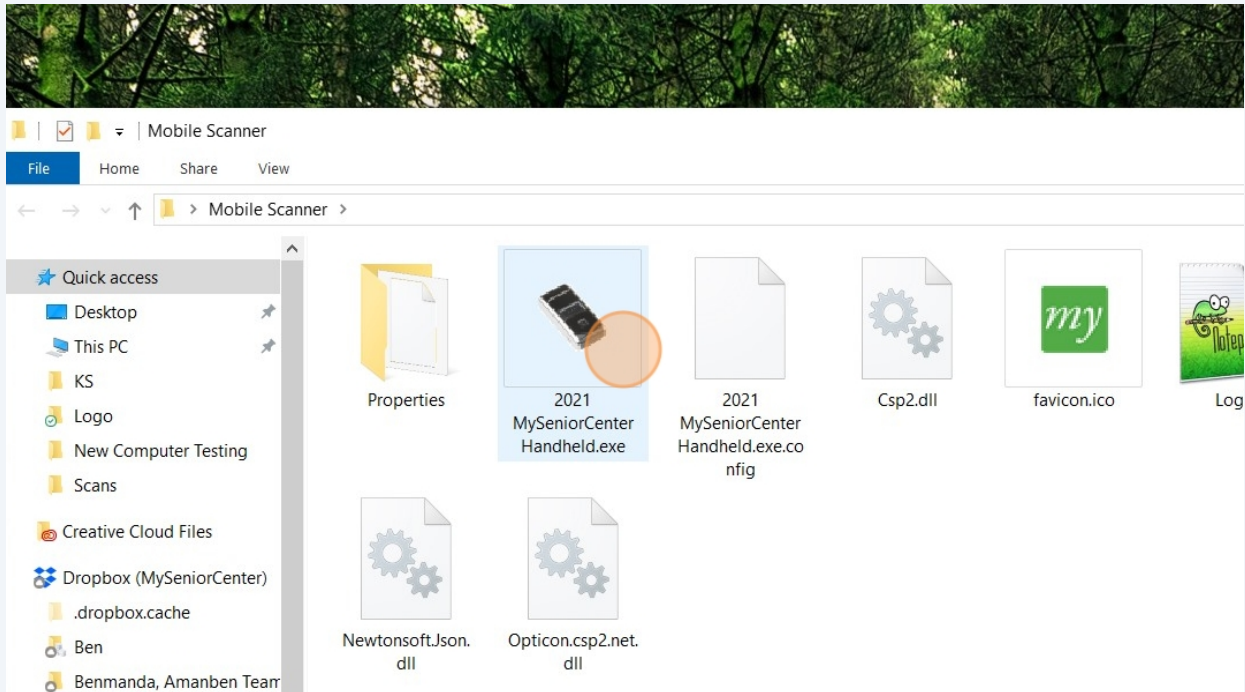 Mobile Scanner
File Home Share View
Mobile Scanner
Quick access
Desktop
This PC
KS
Logo
New Computer Testing
Scans
Creative Cloud Files
Dropbox (MySeniorCenter)
.dropbox.cache
Ben
Benmanda, Amanben Team
Properties
2021
MySeniorCenter
Handheld.exe
2021
MySeniorCenter
Handheld.exe.co
nfig
Csp2.dll
my
favicon.ico
Notep
Log
Newtonsoft.Json.
dll
Opticon.csp2.net.
dll